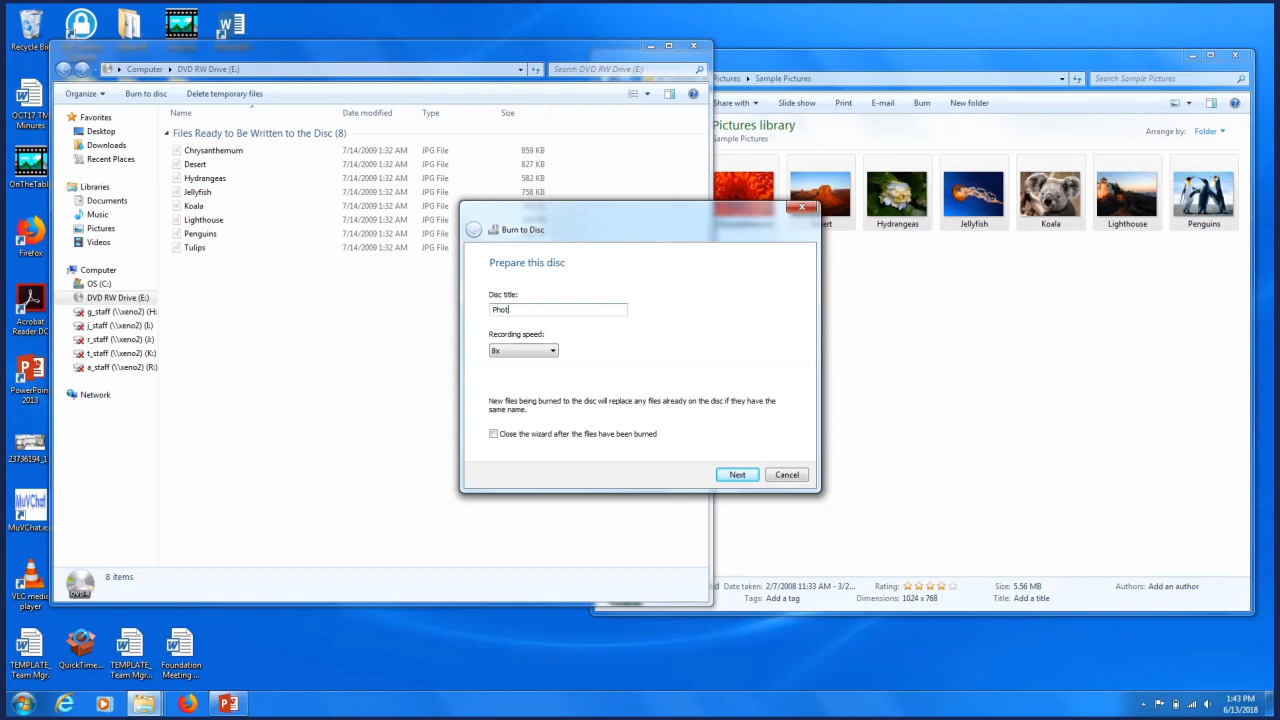 Recycle Bin
OCT17 TM
Minures
OnTheTabl
Firefox
Acrobat
Reader DC
PowerPoin
2013
23736194_1
MuVChat
MuVChat.e
VLC media
player
TEMPLATE_
Team Mgr.
QuickTime...
TEMPLATE_
Team Mgr...
Foundation
Meeting ...
Computer DVD RW Drive (E:)
Search DVD RW Drive (E:)
Organize Burn to disc Delete temporary files
Name Date modified Type Size
Files Ready to Be Written to the Disc (8)
Chrysanthemum 7/14/2009 1:32 AM JPG File 859 KB
Desert 7/14/2009 1:32 AM JPG File 827 KB
Hydrangeas 7/14/2009 1:32 AM JPG File 582 KB
Jellyfish 7/14/2009 1:32 AM JPG File 758 KB
Koala 7/14/2009 1:32 AM JPG File
Lighthouse 7/14/2009 1:32 AM JPG File
Penguins 7/14/2009 1:32 AM JPG File
Tulips 7/14/2009 1:32 AM JPG File
Favorites
Desktop
Downloads
Recent Places
Libraries
Documents
Music
Pictures
Videos
Computer
OS (C:)
DVD RW Drive (E:)
g_staff (\\xeno2) (H:
j_staff (\\xeno2) (I:)
r_staff (\\xeno2) (J:)
t_staff (\\xeno2) (K:)
a_staff (\\xeno2) (R:)
Network
8 items
DVD-R
Burn to Disc
Prepare this disc
Disc title:
Phot
Recording speed:
8x
New files being burned to the disc will replace any files already on the disc if they have the
same name.
Close the wizard after the files have been burned
Next Cancel
Pictures Sample Pictures
Search Sample Pictures
Share with Slide show Print E-mail Burn New folder
Pictures library
Sample Pictures
Arrange by: Folder
ert Hydrangeas Jellyfish Koala Lighthouse Penguins
Date taken: 2/7/2008 11:33 AM - 3/2... Rating: Size: 5.56 MB Authors: Add an author
Tags: Add a tag Dimensions: 1024 x 768 Title: Add a title
1:43 PM
6/13/2018